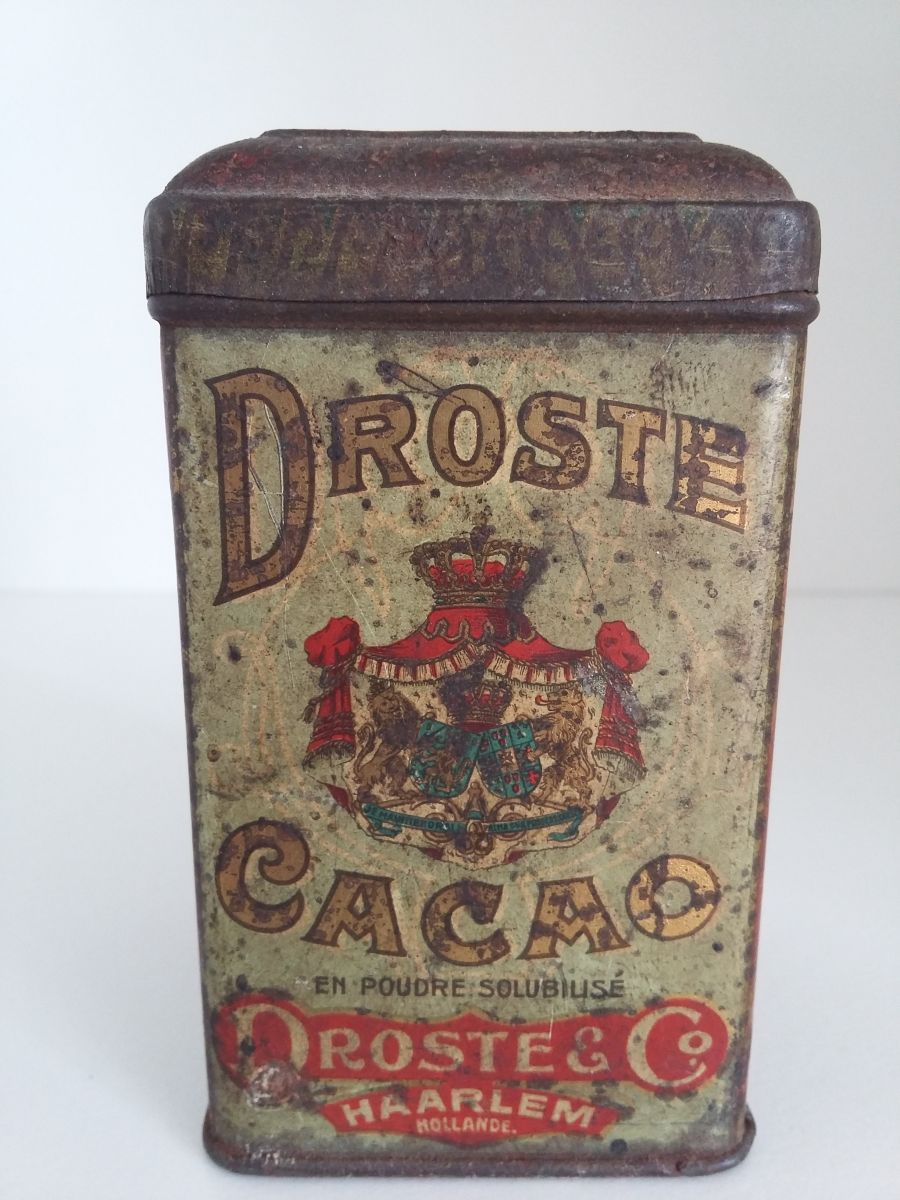 DROSTE
CACAO
EN POUDRE SOLUBILISÉ
DROSTE & Co
HAARLEM
HOLLANDE.